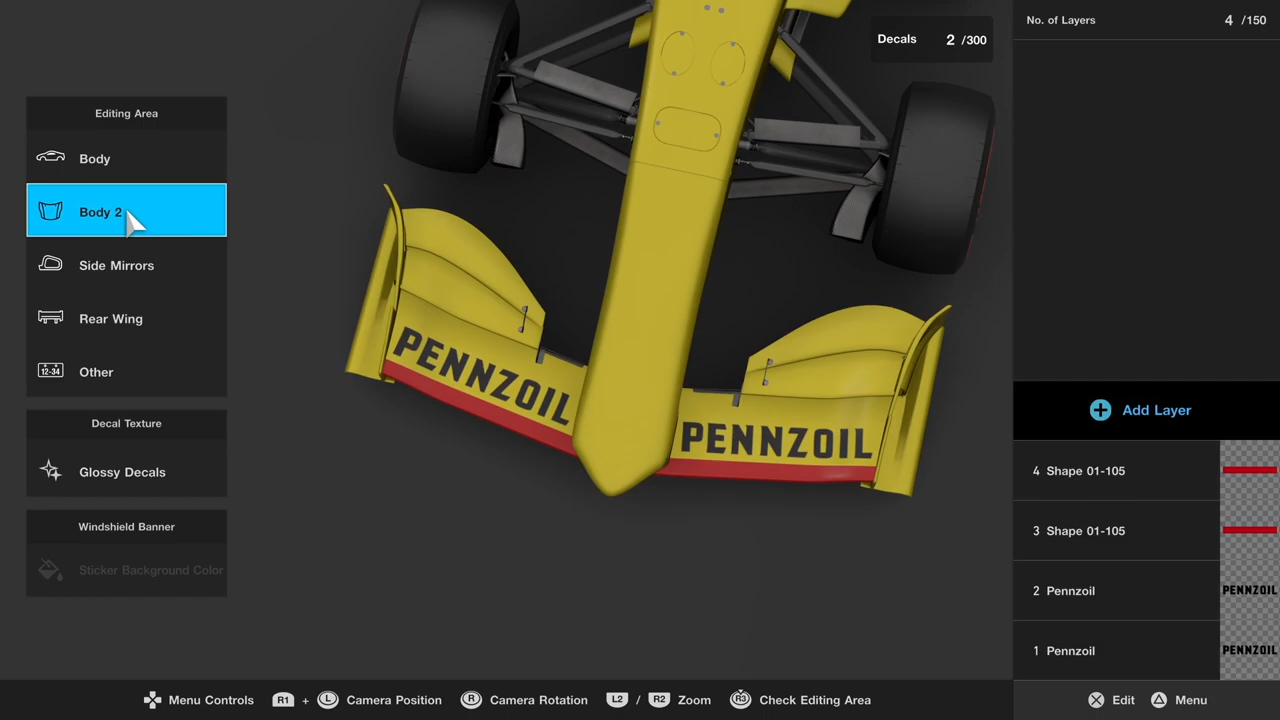 No. of Layers 4 /150
Decals 2 /300
Editing Area
Body
Body 2
Side Mirrors
Rear Wing
12-34 Other
Decal Texture
Glossy Decals
Windshield Banner
Sticker Background Color
PENNZOIL
PENNZOIL
Add Layer
4 Shape 01-105
3 Shape 01-105
2 Pennzoil PENNZOIL
1 Pennzoil PENNZOIL
Menu Controls R1 + L Camera Position R Camera Rotation L2 / R2 Zoom R3 Check Editing Area
Edit Menu